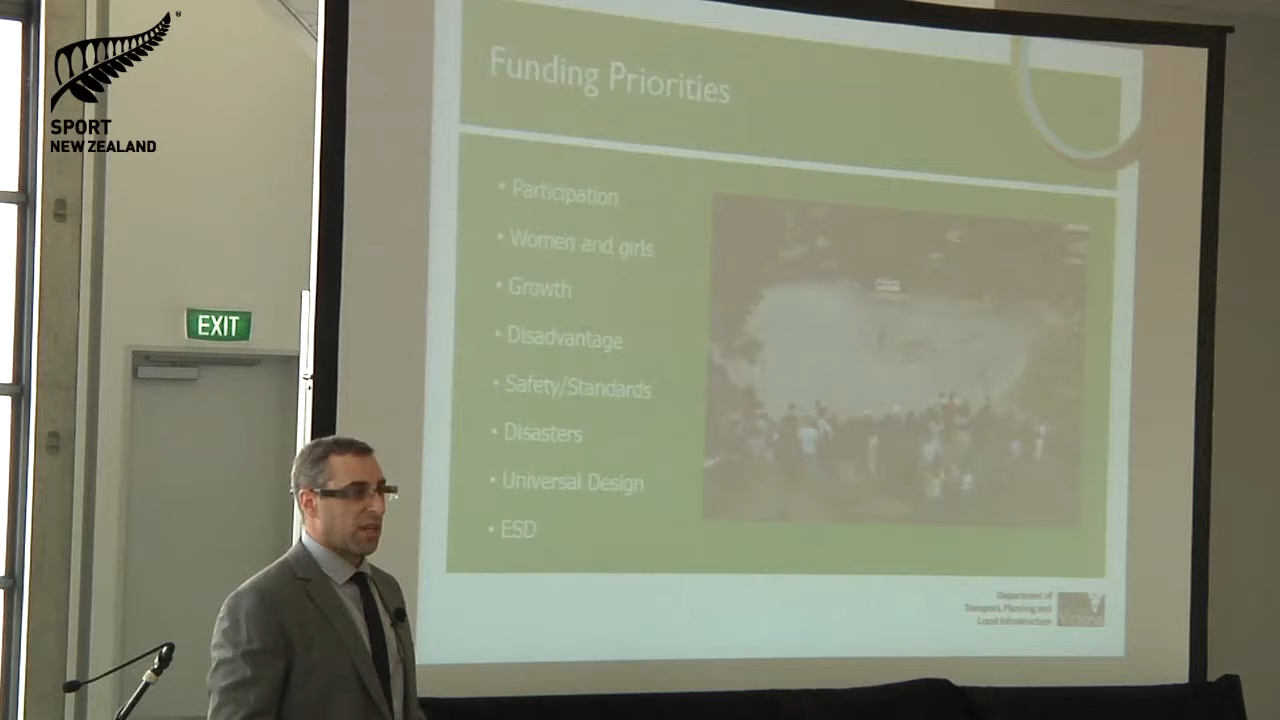 SPORT
NEW ZEALAND
EXIT
Funding Priorities
• Participation
• Women and girls
• Growth
• Disadvantage
• Safety/Standards
• Disasters
• Universal Design
• ESD
Department of
Transport, Planning and
Local Infrastructure
Victoria